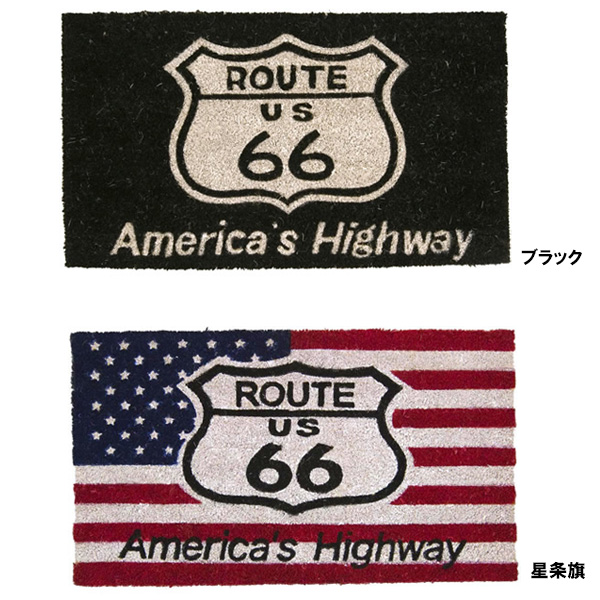 ROUTE
US
66
America's Highway
ブラック
ROUTE
US
66
America's Highway
星条旗